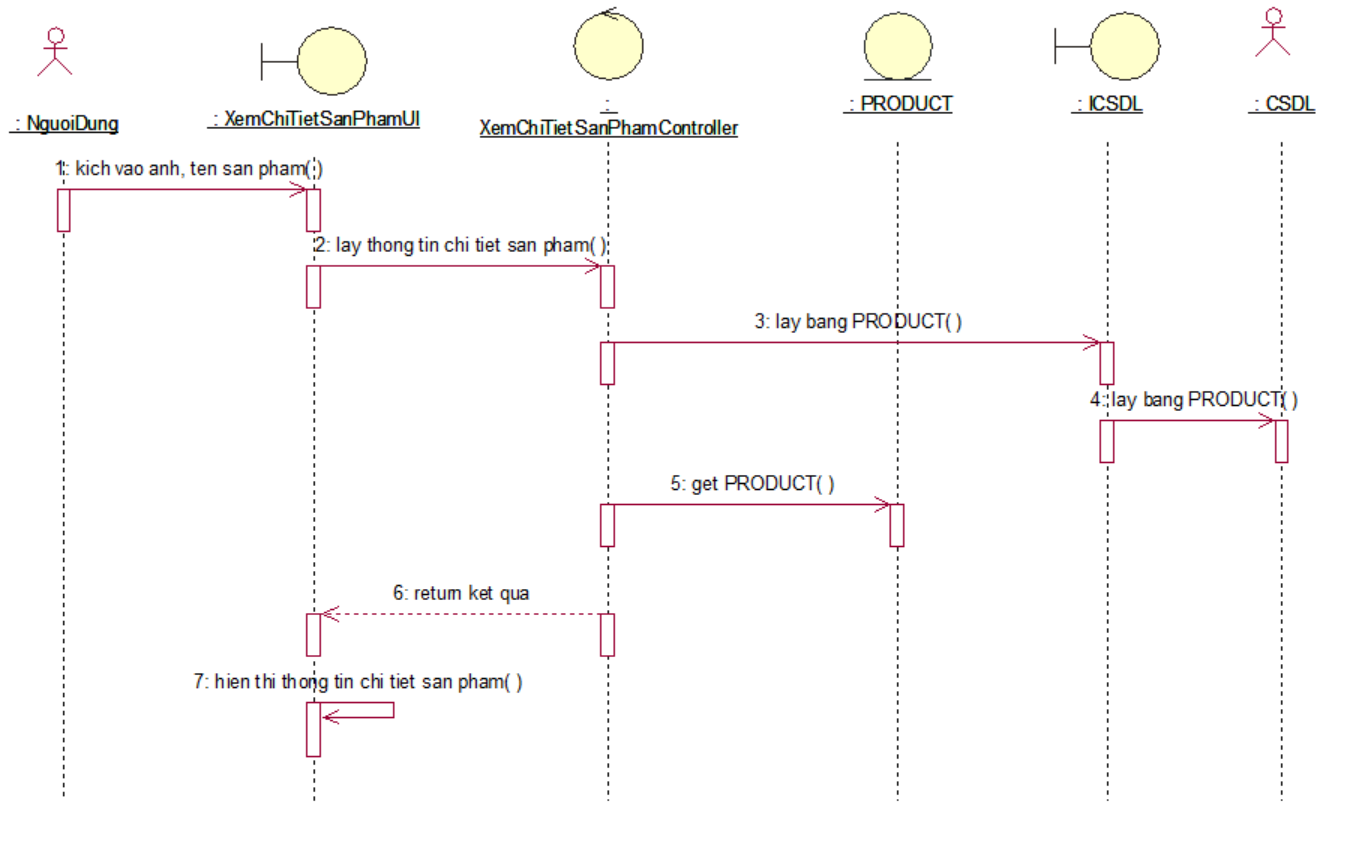 : NguoiDung
: XemChiTietSanPhamUI
:
XemChiTietSanPhamController
: PRODUCT
: ICSDL
: CSDL
1: kich vao anh, ten san pham( )
2: lay thong tin chi tiet san pham( )
3: lay bang PRODUCT( )
4: lay bang PRODUCT( )
5: get PRODUCT( )
6: return ket qua
7: hien thi thong tin chi tiet san pham( )